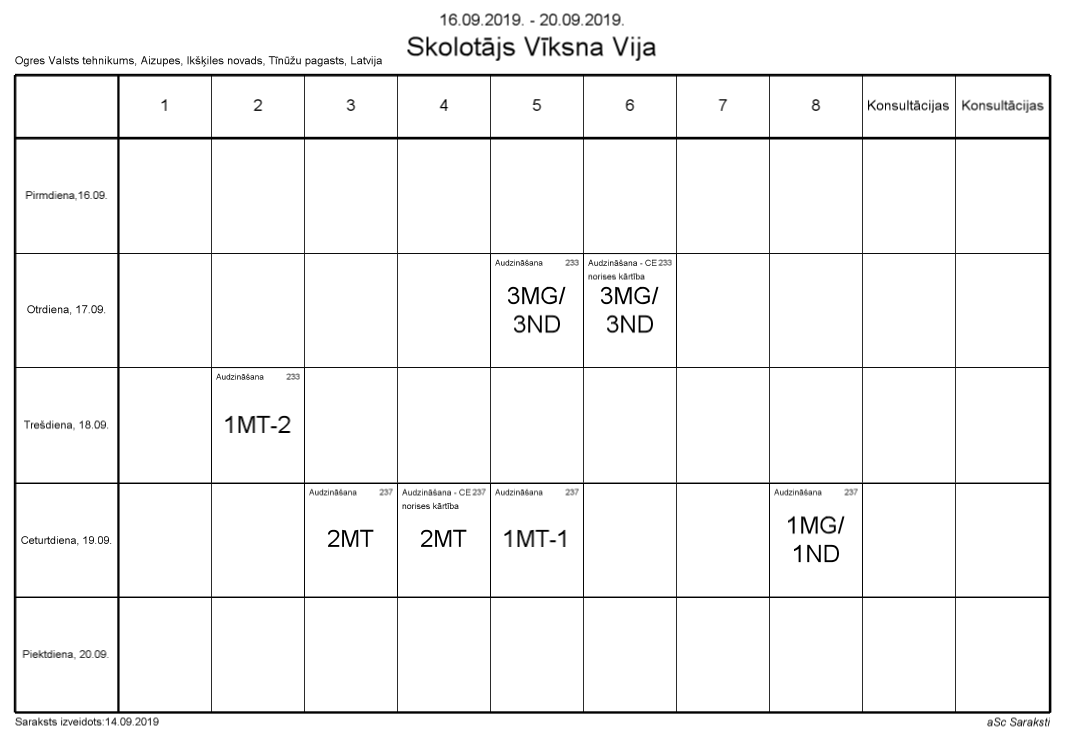 16.09.2019. - 20.09.2019.
Skolotājs Vīksna Vija
Ogres Valsts tehnikums, Aizupes, Ikšķiles novads, Tīnūžu pagasts, Latvija
1 2 3 4 5 6 7 8 Konsultācijas Konsultācijas
Pirmdiena,16.09.
Otrdiena, 17.09.
Audzināšana 233
3MG/
3ND
Audzināšana - CE 233
norises kārtība
3MG/
3ND
Trešdiena, 18.09.
Audzināšana 233
1MT-2
Ceturtdiena, 19.09.
Audzināšana 237
2MT
Audzināšana - CE 237
norises kārtība
2MT
Audzināšana 237
1MT-1
Audzināšana 237
1MG/
1ND
Piektdiena, 20.09.
Saraksts izveidots:14.09.2019
aSc Saraksti